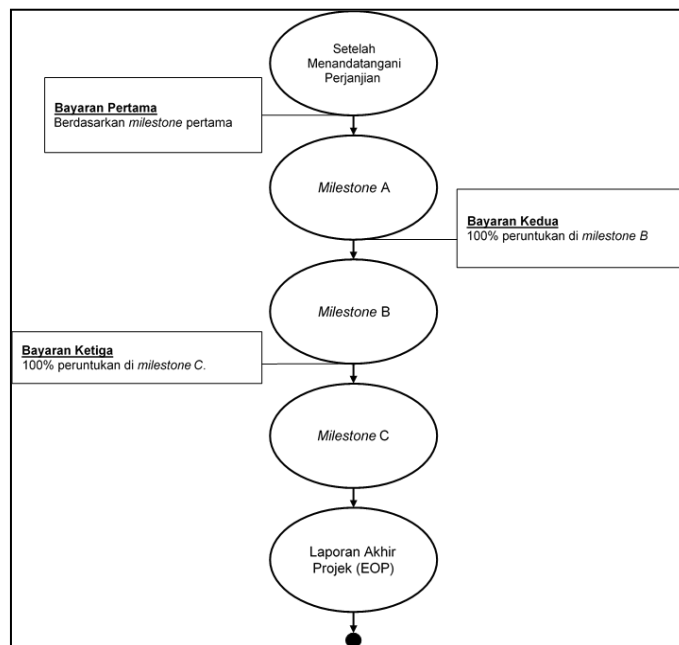 Setelah
Menandatangani
Perjanjian
Bayaran Pertama
Berdasarkan milestone pertama
Milestone A
Bayaran Kedua
100% peruntukan di milestone B
Milestone B
Bayaran Ketiga
100% peruntukan di milestone C.
Milestone C
Laporan Akhir
Projek (EOP)